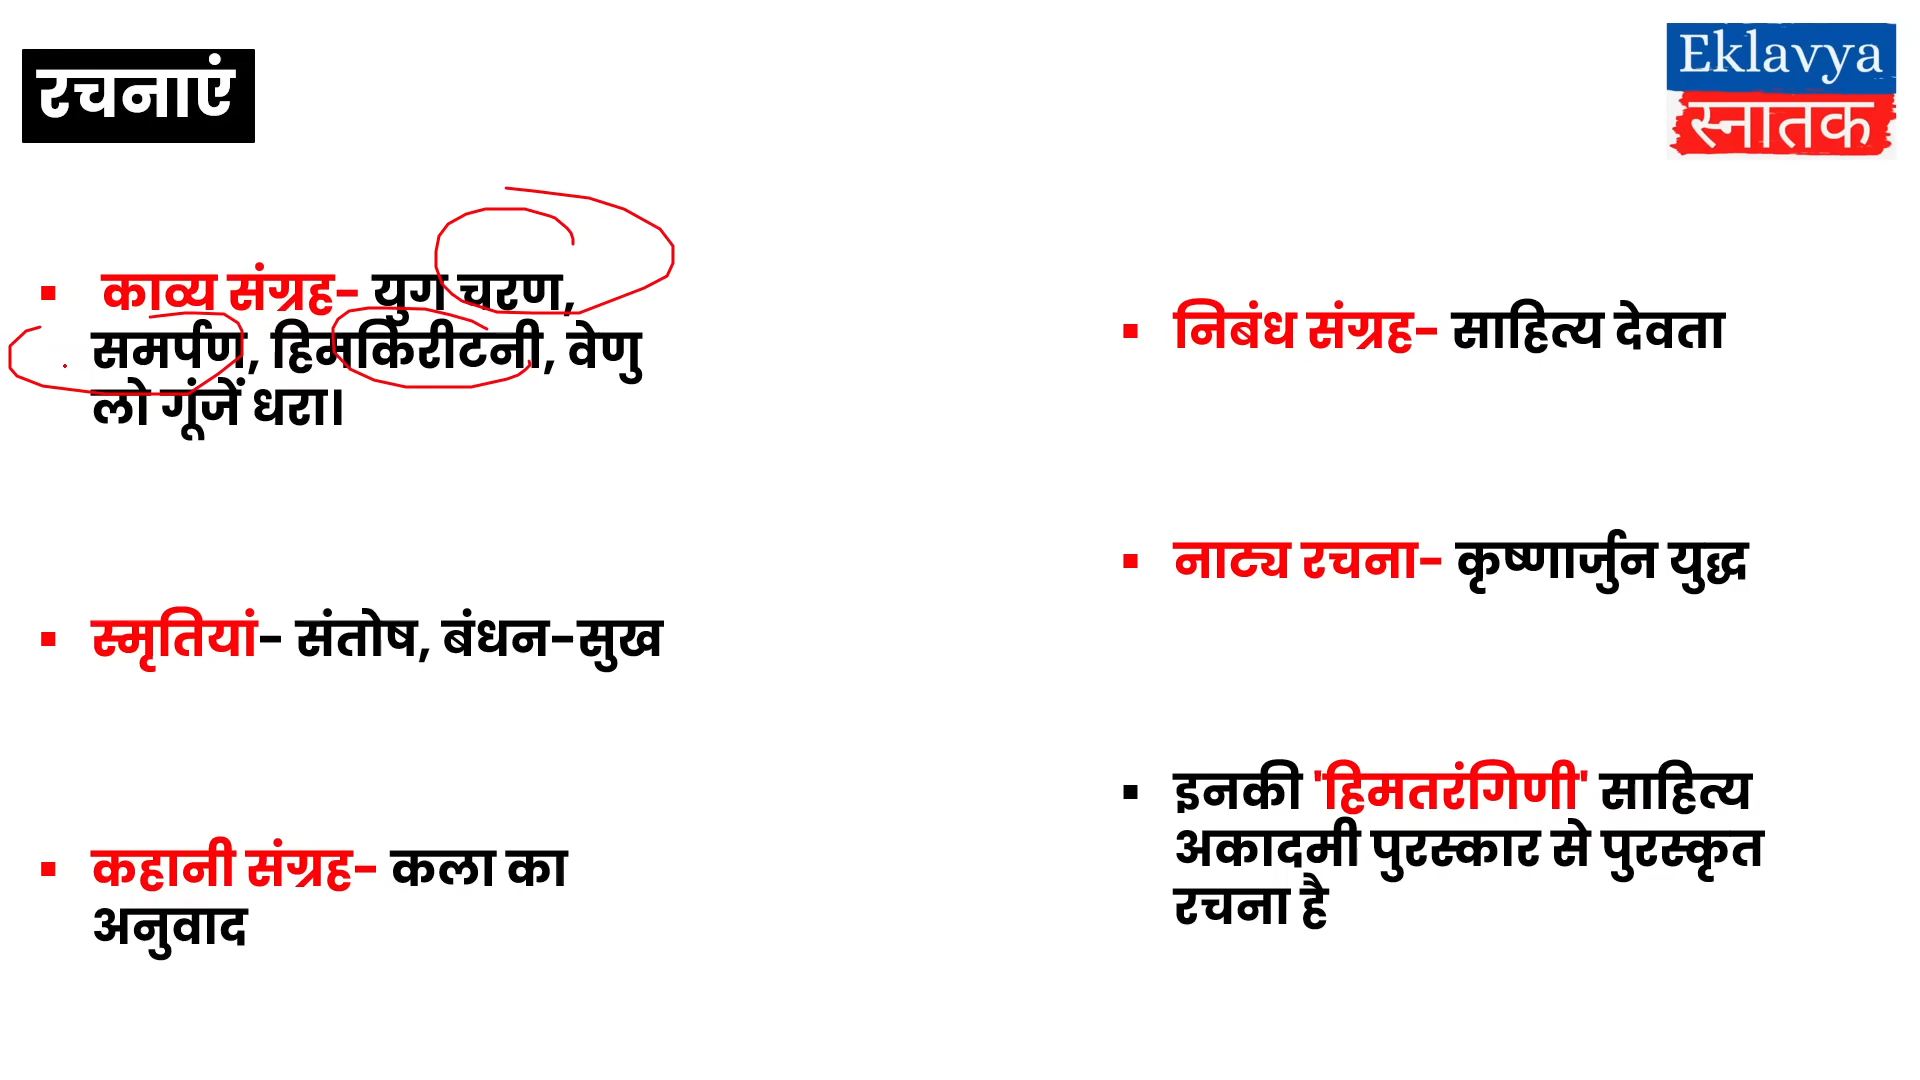 रचनाएं
Eklavya
स्नातक
▪ काव्य संग्रह- युग चरण,
समर्पण, हिमकिरीटनी, वेणु
लो गूंजें धरा।
▪ स्मृतियां- संतोष, बंधन-सुख
▪ कहानी संग्रह- कला का
अनुवाद
▪ निबंध संग्रह- साहित्य देवता
▪ नाट्य रचना- कृष्णार्जुन युद्ध
▪ इनकी 'हिमतरंगिणी' साहित्य
अकादमी पुरस्कार से पुरस्कृत
रचना है